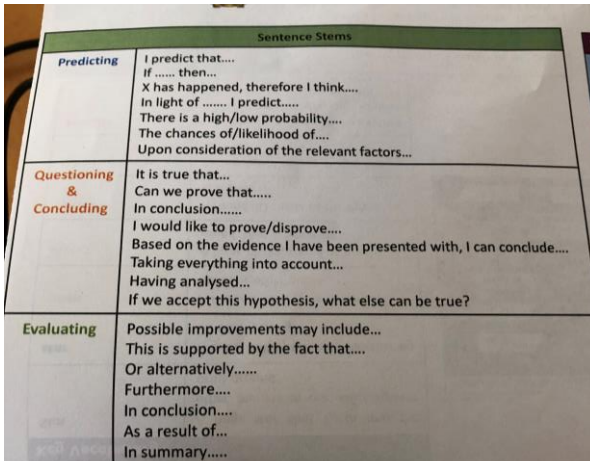 Sentence Stems
Predicting
I predict that....
If ...... then...
X has happened, therefore I think....
In light of ....... I predict.....
There is a high/low probability....
The chances of/likelihood of....
Upon consideration of the relevant factors...
Questioning
&
Concluding
It is true that...
Can we prove that.....
In conclusion......
I would like to prove/disprove....
Based on the evidence I have been presented with, I can conclude....
Taking everything into account...
Having analysed...
If we accept this hypothesis, what else can be true?
Evaluating
Possible improvements may include...
This is supported by the fact that....
Or alternatively......
Furthermore....
In conclusion....
As a result of...
In summary.....